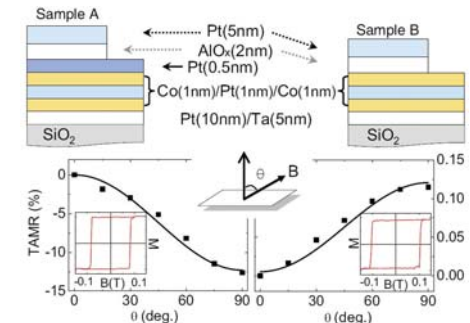 Sample A
Pt(5nm)
Sample B
AlOx(2nm)
Pt(0.5nm)
Co(1nm)/Pt(1nm)/Co(1nm)
Pt(10nm)/Ta(5nm)
SiO2
SiO2
TAMR (%)
0
-5
-10
-15
M
-0.1 0.1
B(T)
0 30 60 90
θ (deg.)
θ
B
0.15
0.10
0.05
0.00
M
-0.1 0.1
B(T)
0 30 60 90
θ (deg.)